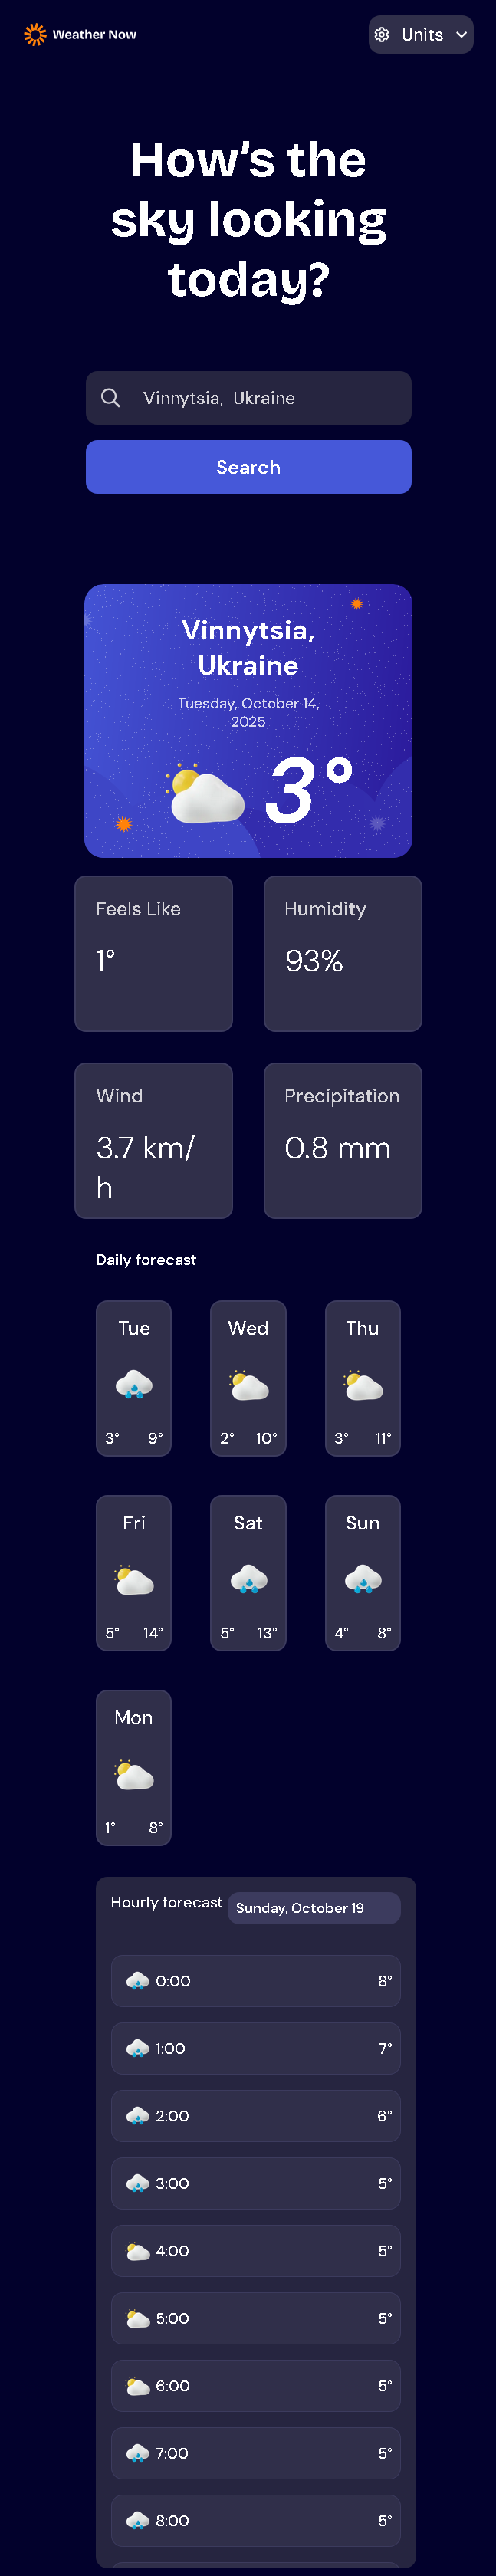 Weather Now
Units
How's the
sky looking
today?
Vinnytsia, Ukraine
Search
Vinnytsia,
Ukraine
Tuesday, October 14,
2025
3°
Feels Like
1°
Humidity
93%
Wind
3.7 km/
h
Precipitation
0.8 mm
Daily forecast
Tue
3° 9°
Wed
2° 10°
Thu
3° 11°
Fri
5° 14°
Sat
5° 13°
Sun
4° 8°
Mon
1° 8°
Hourly forecast
Sunday, October 19
0:00 8°
1:00 7°
2:00 6°
3:00 5°
4:00 5°
5:00 5°
6:00 5°
7:00 5°
8:00 5°